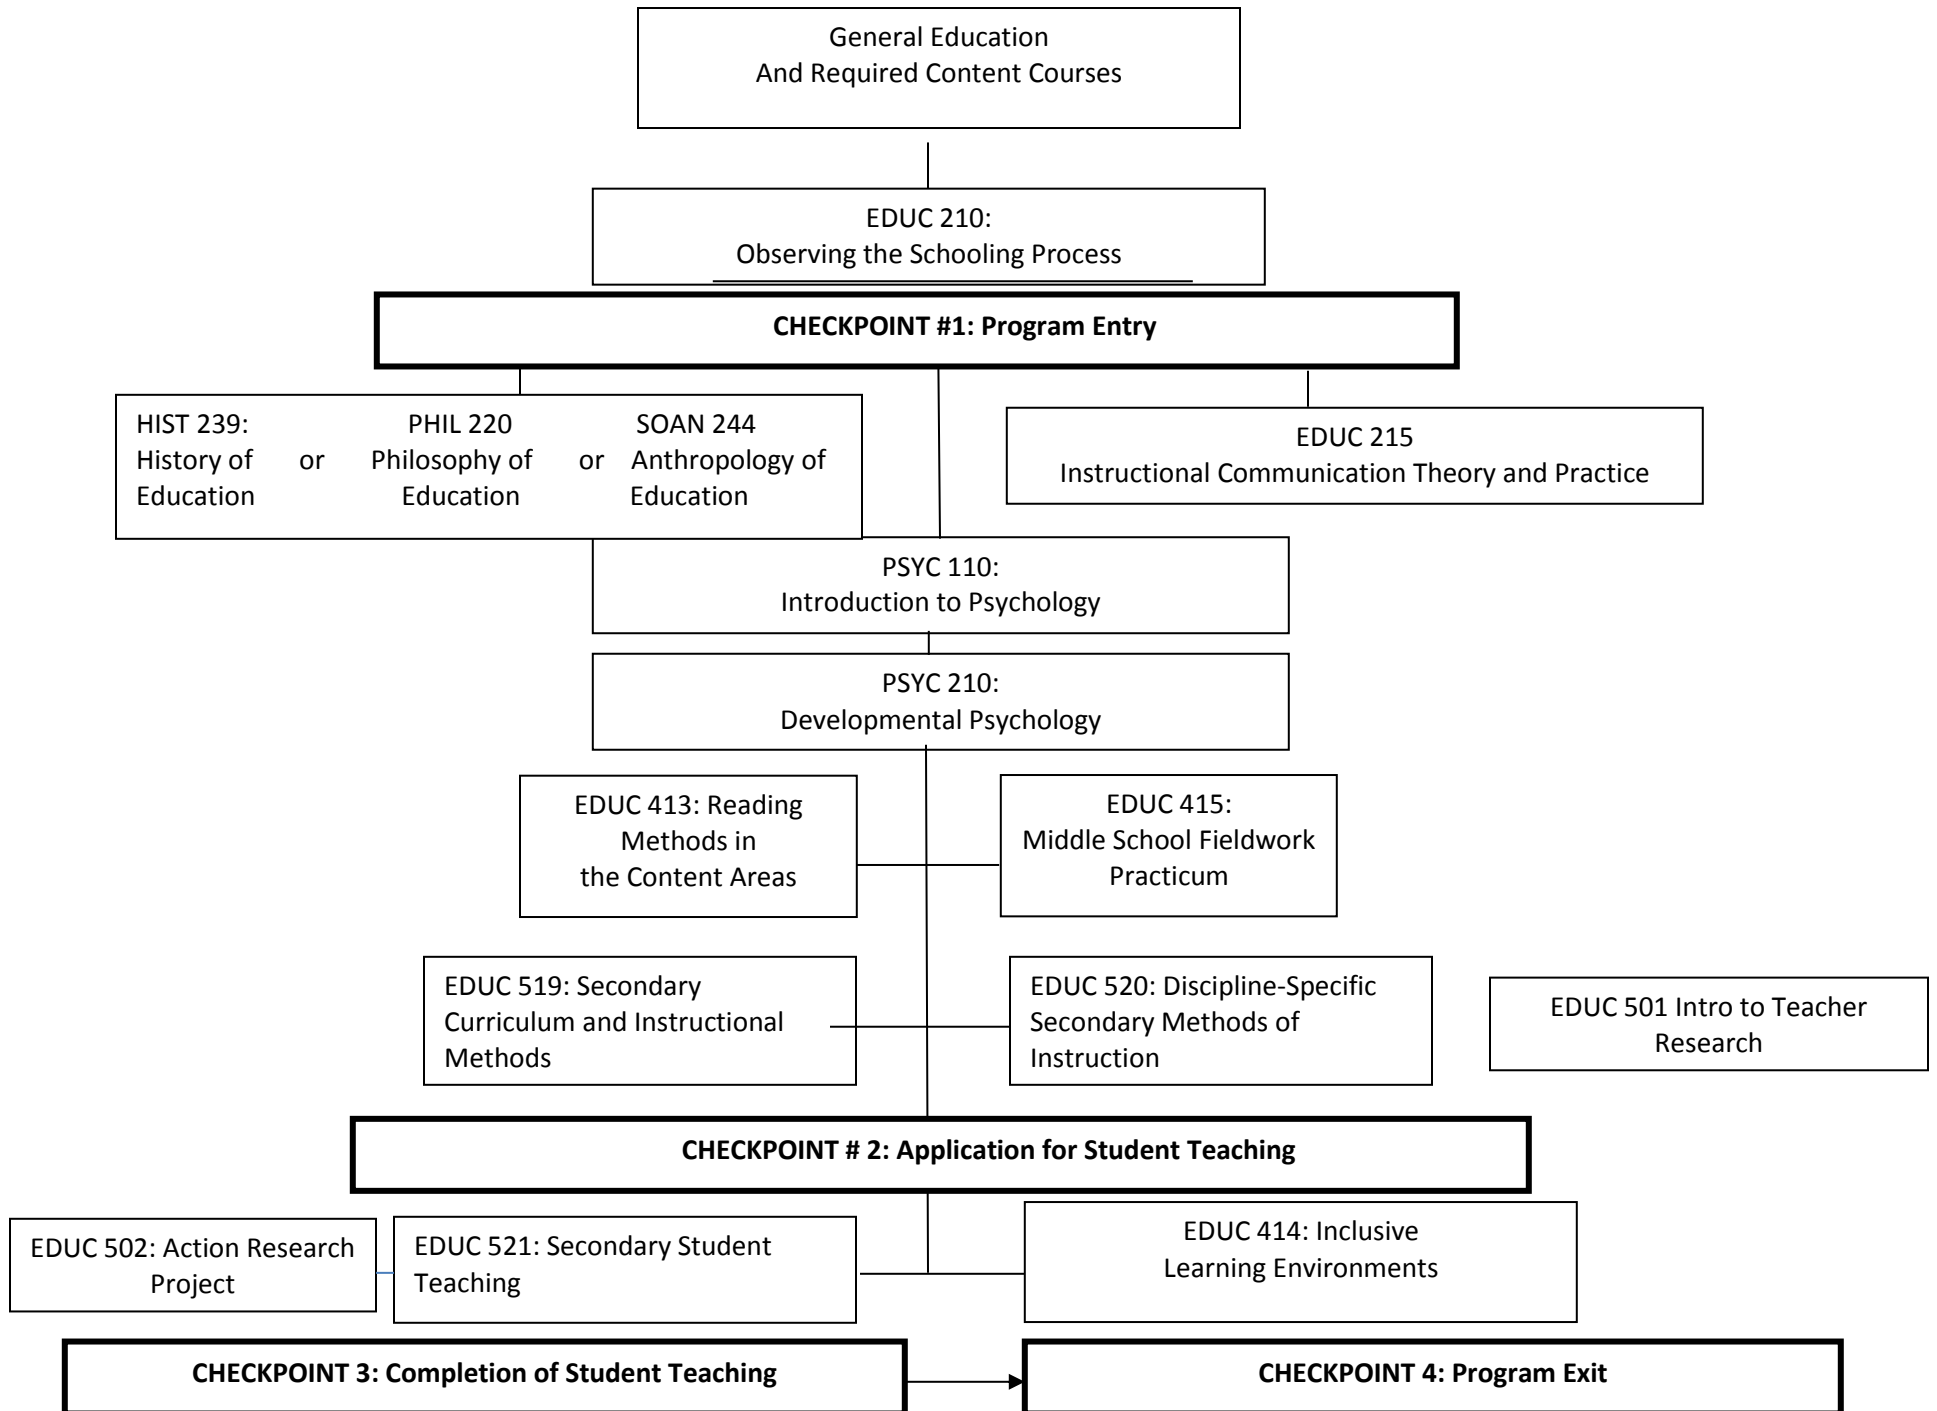 General Education
And Required Content Courses
EDUC 210:
Observing the Schooling Process
CHECKPOINT #1: Program Entry
HIST 239: PHIL 220 SOAN 244
History of or Philosophy of or Anthropology of
Education Education Education
EDUC 215
Instructional Communication Theory and Practice
PSYC 110:
Introduction to Psychology
PSYC 210:
Developmental Psychology
EDUC 413: Reading
Methods in
the Content Areas
EDUC 415:
Middle School Fieldwork
Practicum
EDUC 519: Secondary
Curriculum and Instructional
Methods
EDUC 520: Discipline-Specific
Secondary Methods of
Instruction
EDUC 501 Intro to Teacher
Research
CHECKPOINT # 2: Application for Student Teaching
EDUC 502: Action Research
Project
EDUC 521: Secondary Student
Teaching
EDUC 414: Inclusive
Learning Environments
CHECKPOINT 3: Completion of Student Teaching
CHECKPOINT 4: Program Exit